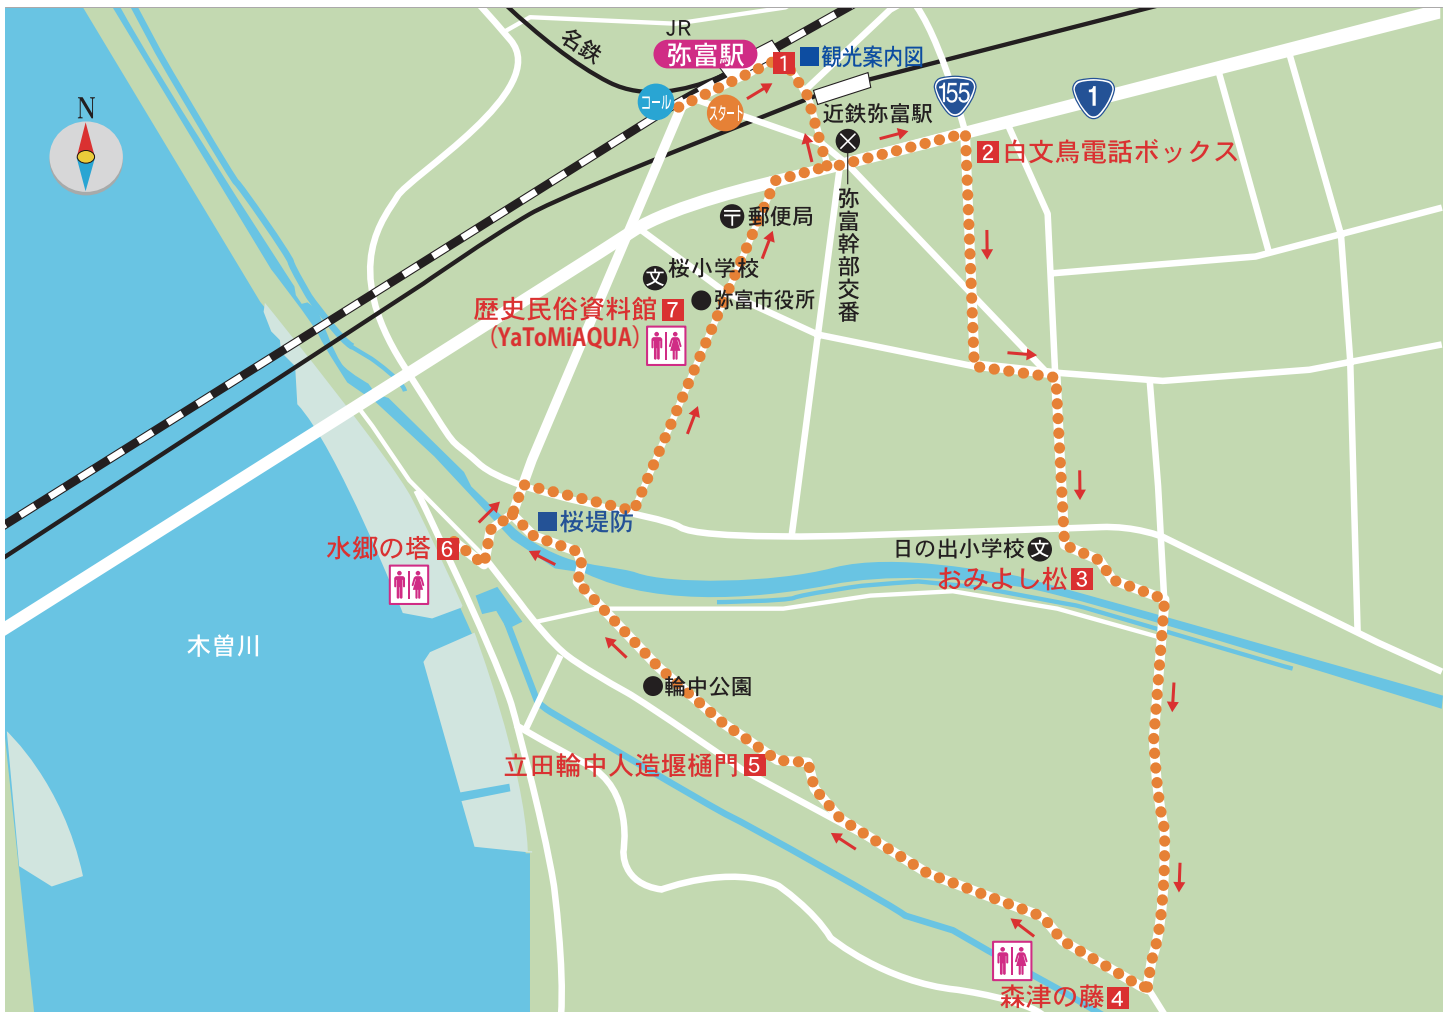 JR
弥富駅
名鉄
1
観光案内図
N
ゴール
スタート
155
1
近鉄弥富駅
2
白文鳥電話ボックス
弥富幹部交番
〒
郵便局
文
桜小学校
弥富市役所
歴史民俗資料館 7
(YaToMiAQUA)
桜堤防
水郷の塔 6
日の出小学校 文
おみよし松 3
木曽川
輪中公園
立田輪中人造堰樋門 5
森津の藤 4